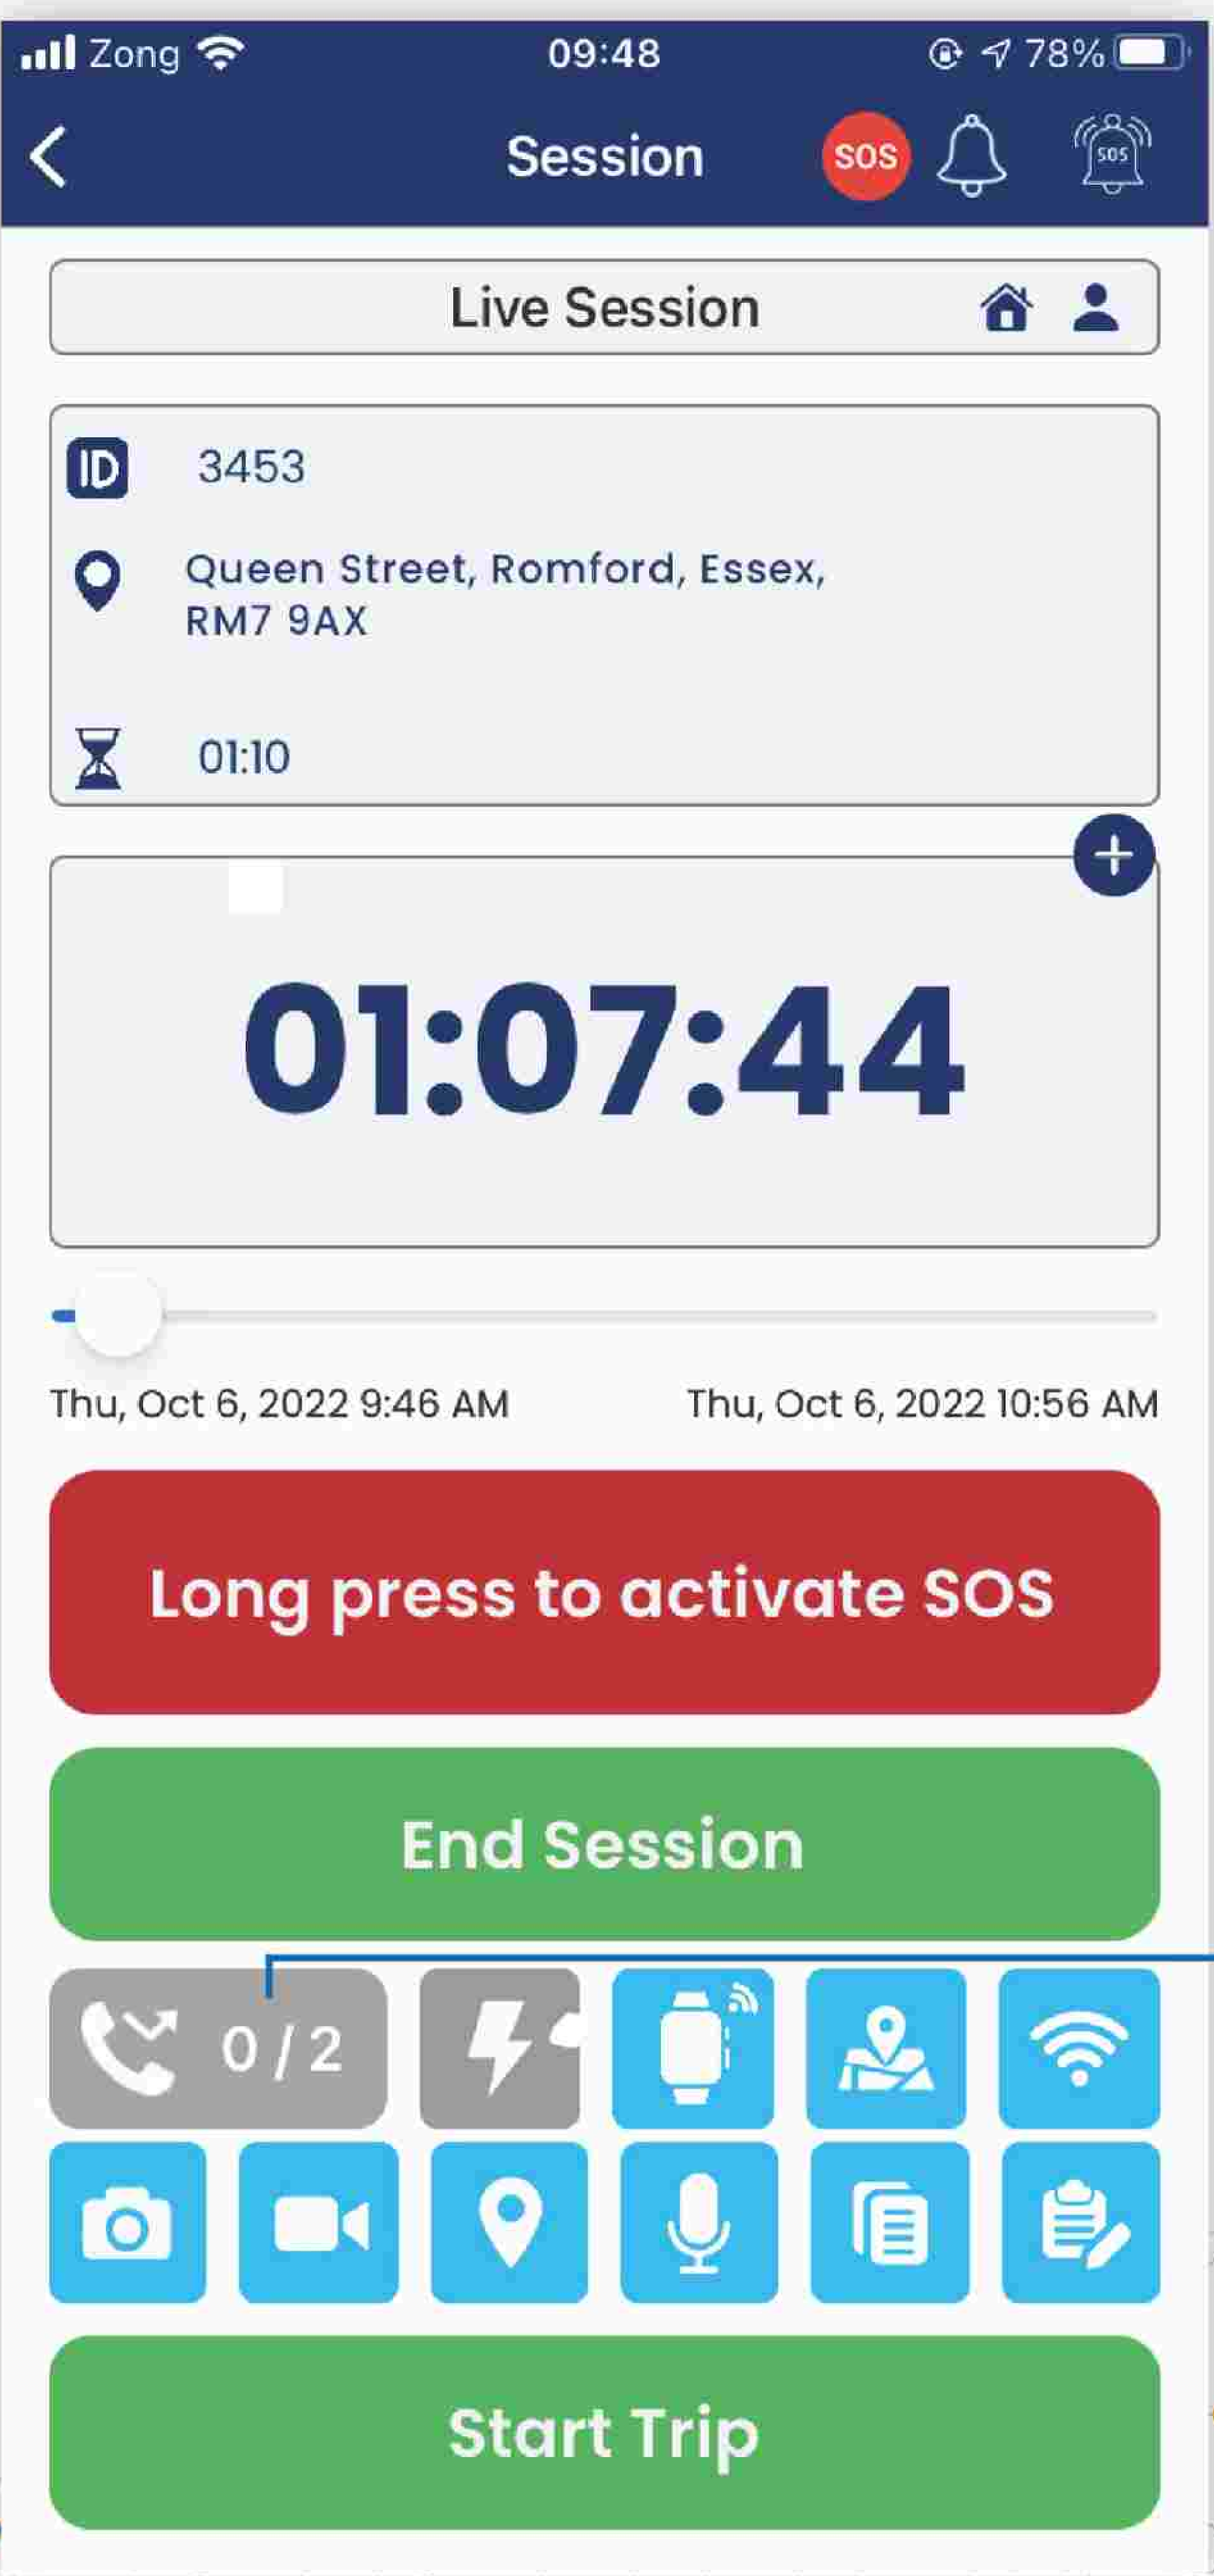 Zong 09:48 78%
Session SOS SOS
Live Session
ID 3453
Queen Street, Romford, Essex,
RM7 9AX
01:10
+
01:07:44
Thu, Oct 6, 2022 9:46 AM Thu, Oct 6, 2022 10:56 AM
Long press to activate SOS
End Session
0 / 2
Start Trip